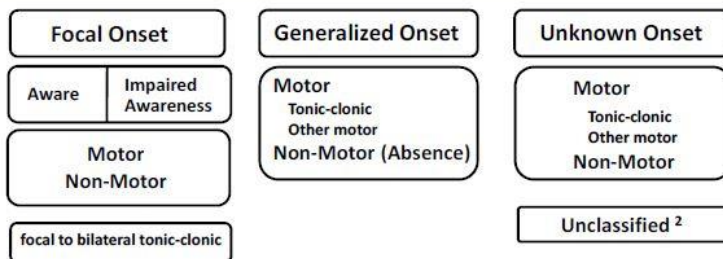 Focal Onset
Aware
Impaired
Awareness
Motor
Non-Motor
focal to bilateral tonic-clonic
Generalized Onset
Motor
Tonic-clonic
Other motor
Non-Motor (Absence)
Unknown Onset
Motor
Tonic-clonic
Other motor
Non-Motor
Unclassified ²